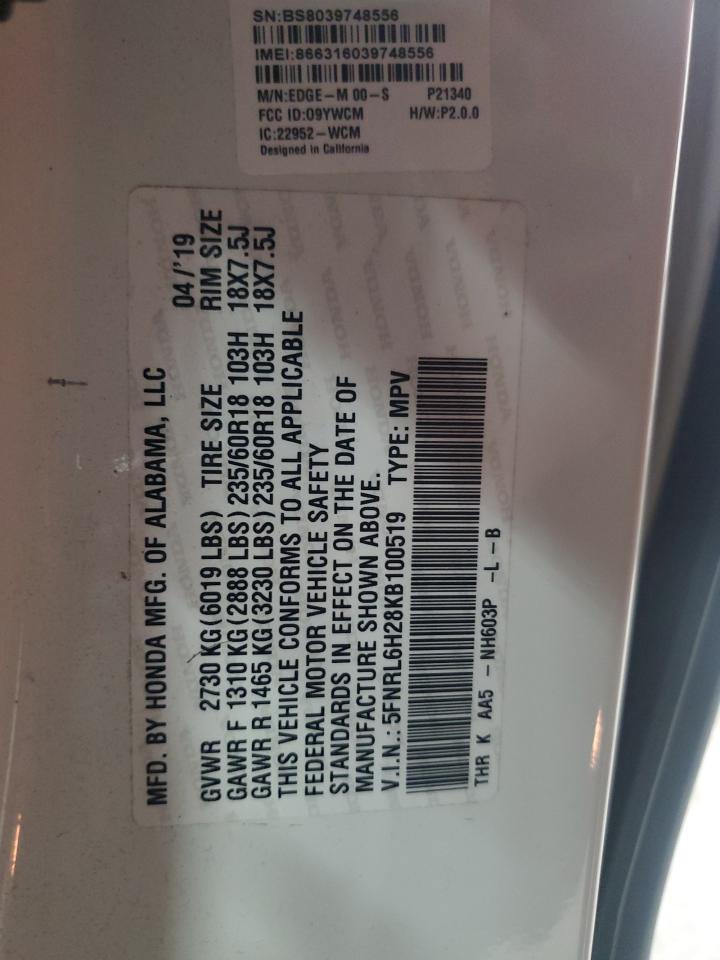 SN:BS8039748556
IMEI:866316039748556
M/N:EDGE-M 00-S P21340
FCC ID:O9YWCM H/W:P2.0.0
IC:22952-WCM
Designed in California
MFD. BY HONDA MFG. OF ALABAMA, LLC 04/'19
GVWR 2730 KG(6019 LBS) TIRE SIZE RIM SIZE
GAWR F 1310 KG(2888 LBS) 235/60R18 103H 18X7.5J
GAWR R 1465 KG(3230 LBS) 235/60R18 103H 18X7.5J
THIS VEHICLE CONFORMS TO ALL APPLICABLE
FEDERAL MOTOR VEHICLE SAFETY
STANDARDS IN EFFECT ON THE DATE OF
MANUFACTURE SHOWN ABOVE.
V.I.N.: 5FNRL6H28KB100519 TYPE: MPV
THR K AA5 - NH603P -L -B